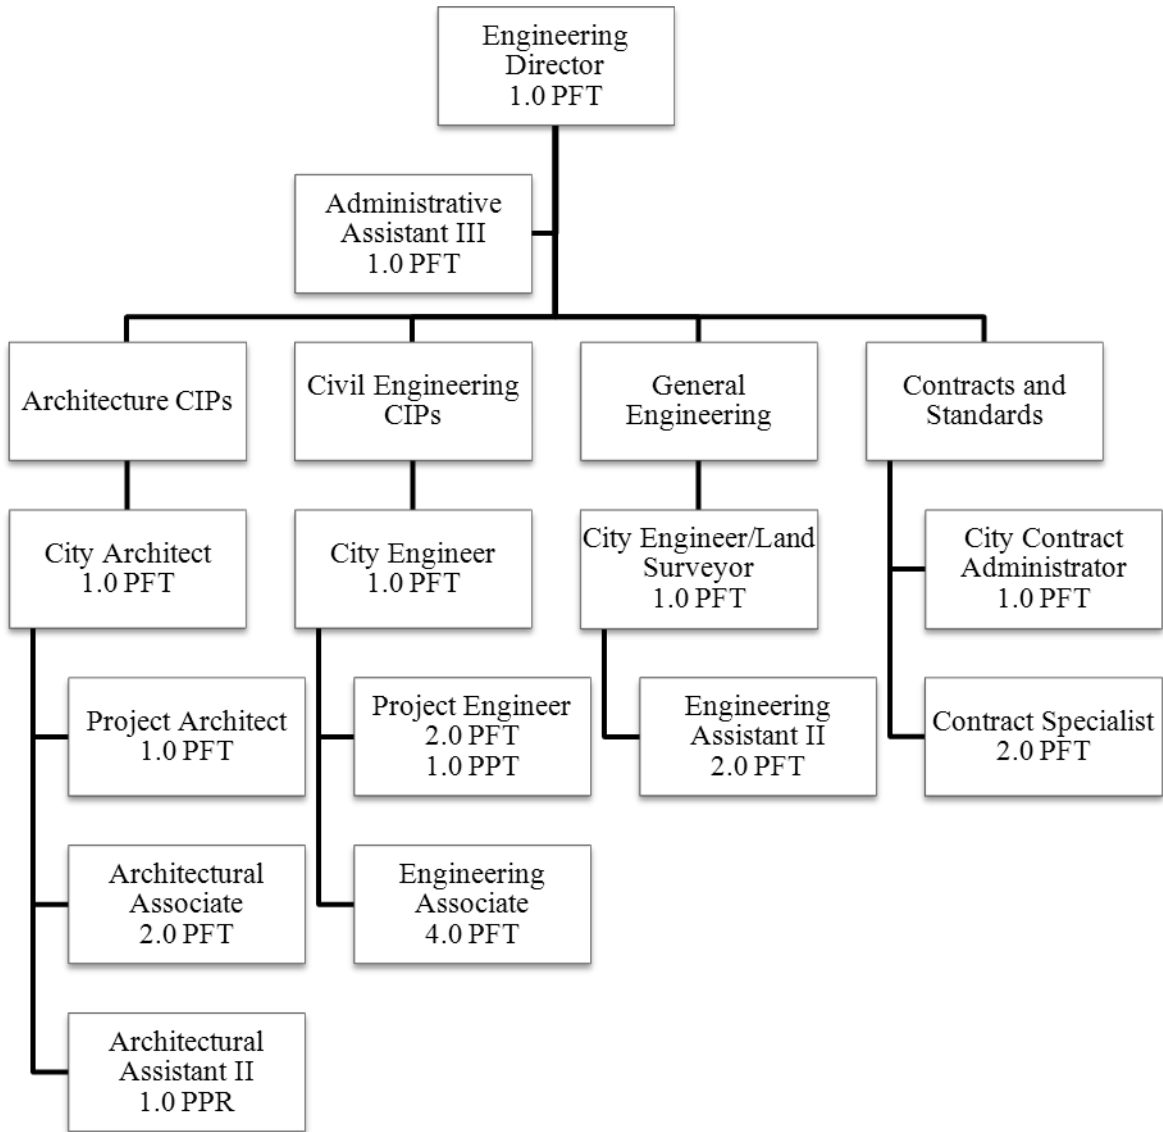 Engineering
Director
1.0 PFT
Administrative
Assistant III
1.0 PFT
Architecture CIPs
Civil Engineering
CIPs
General
Engineering
Contracts and
Standards
City Architect
1.0 PFT
City Engineer
1.0 PFT
City Engineer/Land
Surveyor
1.0 PFT
City Contract
Administrator
1.0 PFT
Project Architect
1.0 PFT
Project Engineer
2.0 PFT
1.0 PPT
Engineering
Assistant II
2.0 PFT
Contract Specialist
2.0 PFT
Architectural
Associate
2.0 PFT
Engineering
Associate
4.0 PFT
Architectural
Assistant II
1.0 PPR